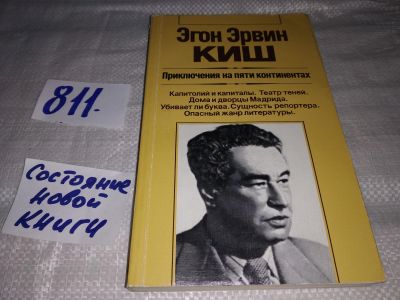 811.
Состояние
новой
книги
Эгон Эрвин
КИШ
Приключения на пяти континентах
Капитолий и капиталы. Театр теней.
Дома и дворцы Мадрида.
Убивает ли буква. Сущность репортера.
Опасный жанр литературы.